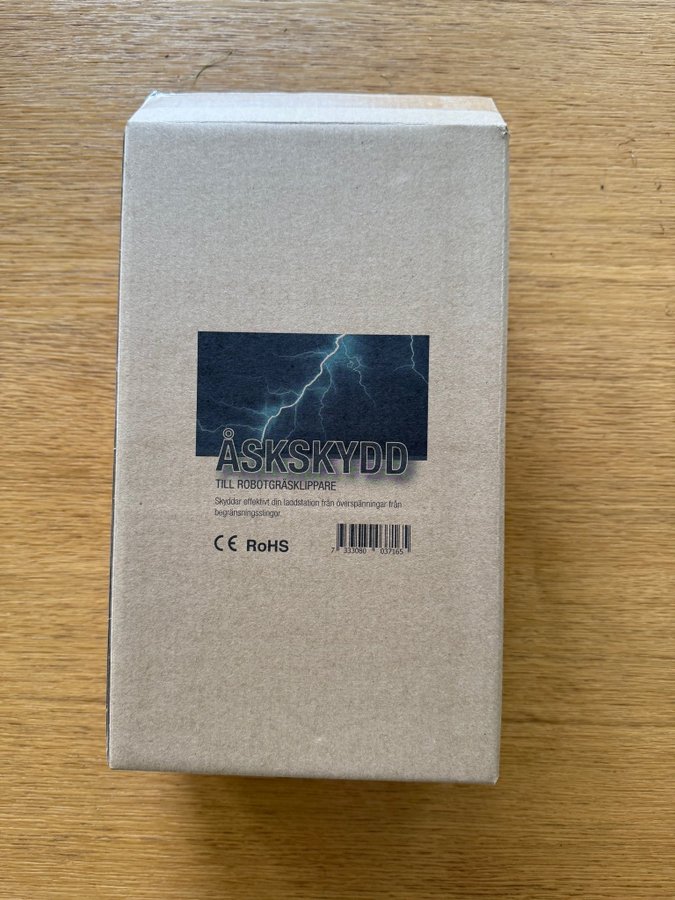 ÅSKSKYDD
TILL ROBOTGRÄSKLIPPARE
Skyddar effektivt din laddstation från överspänningar från
begränsningsslingor.
CE RoHS
7 333080 037165